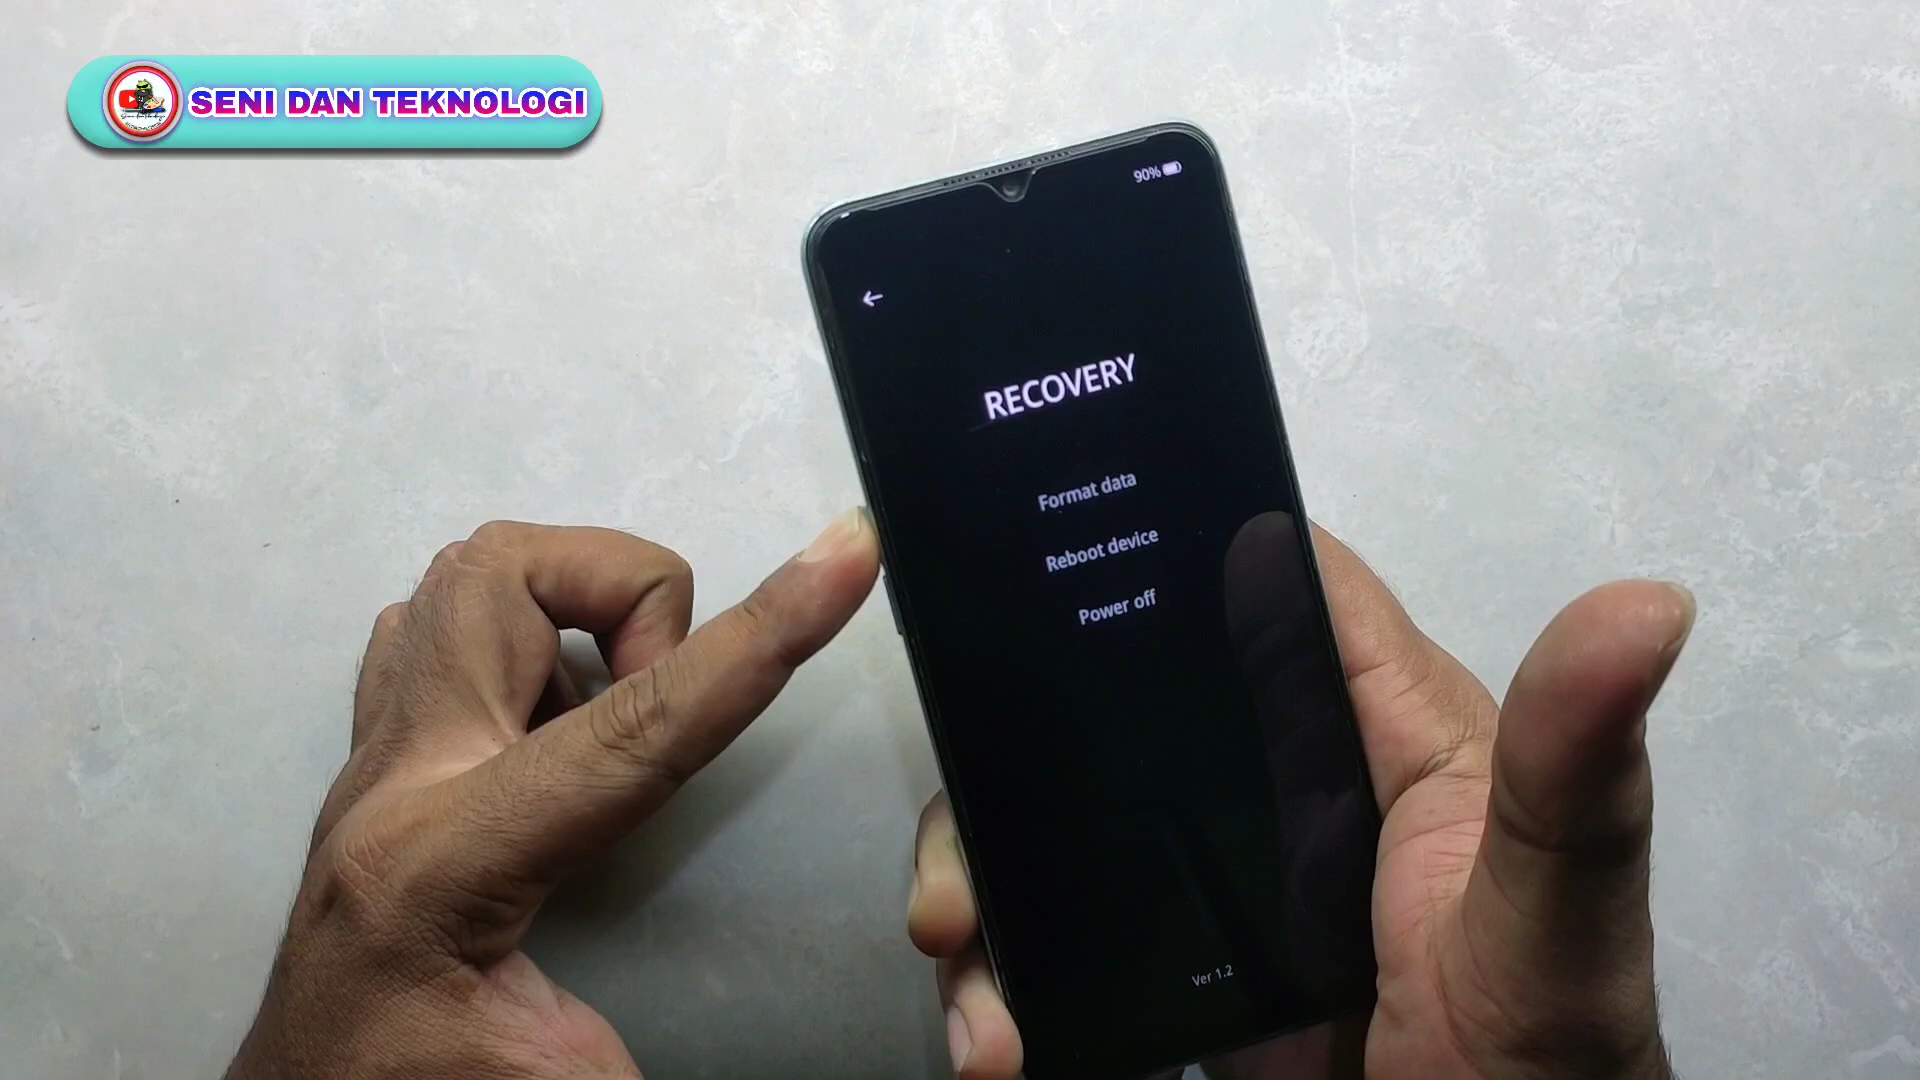 SENI DAN TEKNOLOGI
90%
RECOVERY
Format data
Reboot device
Power off
Ver 1.2